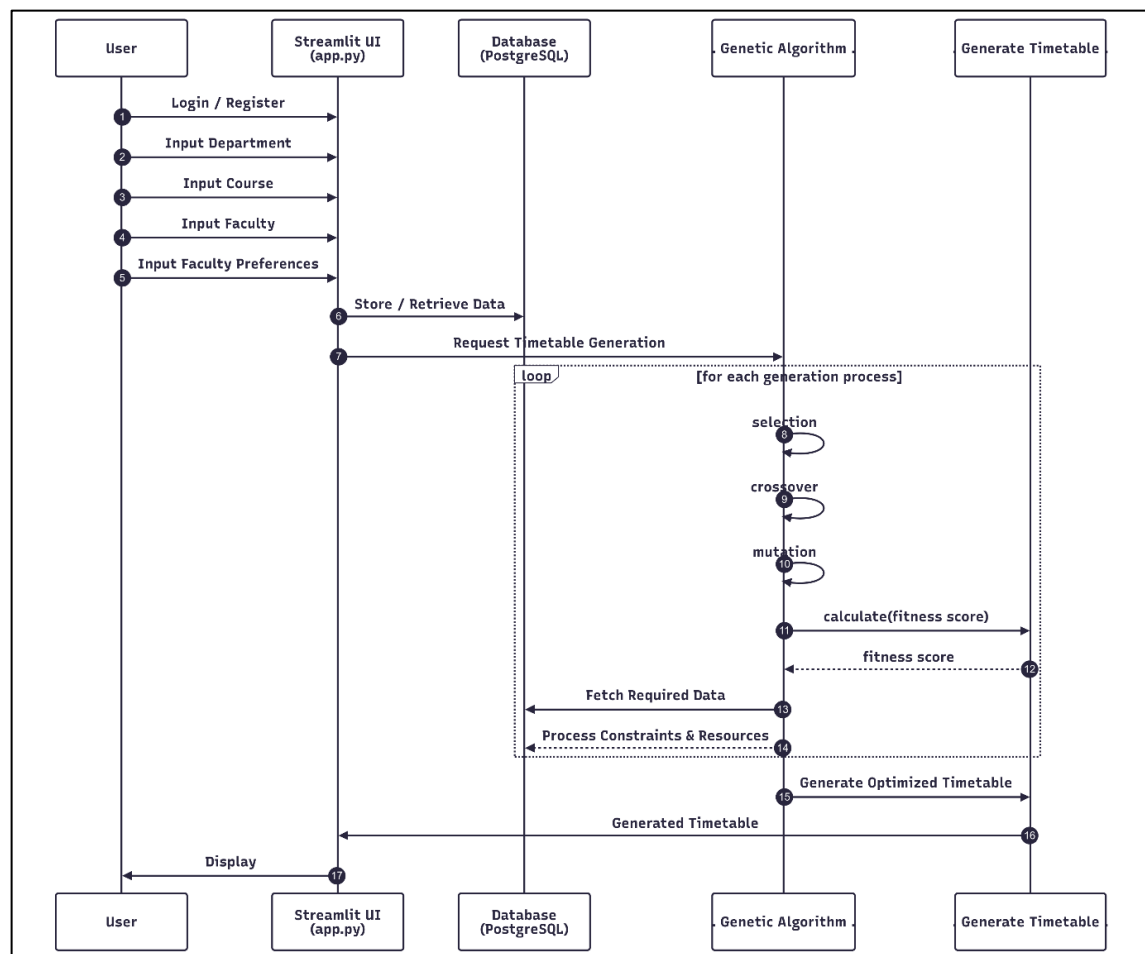 User
Streamlit UI
(app.py)
Database
(PostgreSQL)
. Genetic Algorithm .
. Generate Timetable .
Login / Register
1
Input Department
2
Input Course
3
Input Faculty
4
Input Faculty Preferences
5
Store / Retrieve Data
6
Request Timetable Generation
7
loop
[for each generation process]
selection
8
crossover
9
mutation
10
calculate(fitness score)
11
fitness score
12
Fetch Required Data
13
Process Constraints & Resources
14
Generate Optimized Timetable
15
Generated Timetable
16
Display
17
User
Streamlit UI
(app.py)
Database
(PostgreSQL)
. Genetic Algorithm .
. Generate Timetable .